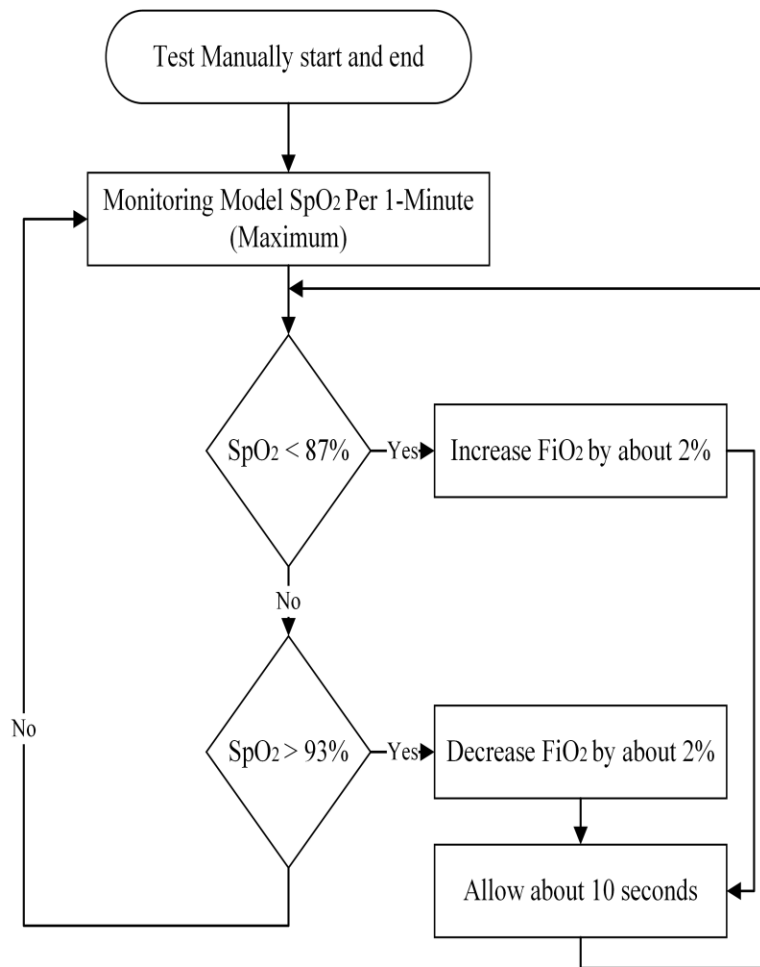 Test Manually start and end
Monitoring Model SpO₂ Per 1-Minute
(Maximum)
SpO₂ < 87%
Yes
Increase FiO₂ by about 2%
No
SpO₂ > 93%
Yes
Decrease FiO₂ by about 2%
No
Allow about 10 seconds